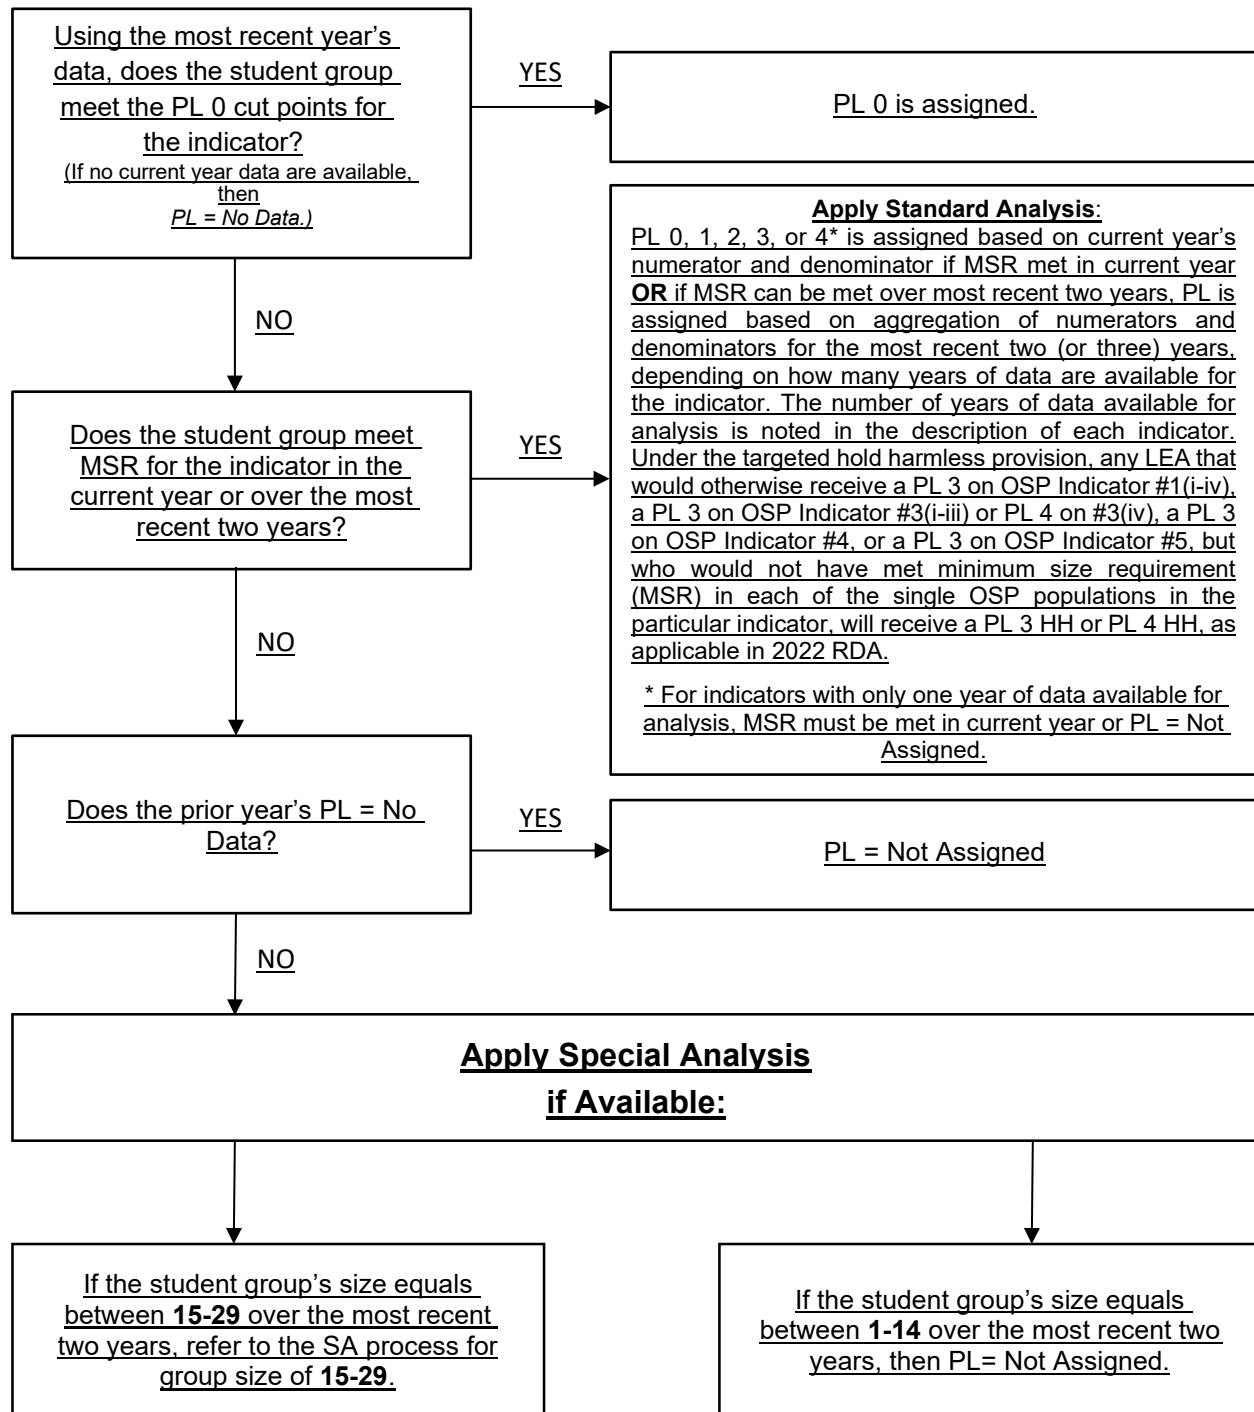 Using the most recent year’s
data, does the student group
meet the PL 0 cut points for
the indicator?
(If no current year data are available,
then
PL = No Data.)
YES
PL 0 is assigned.
NO
Does the student group meet
MSR for the indicator in the
current year or over the most
recent two years?
YES
Apply Standard Analysis:
PL 0, 1, 2, 3, or 4* is assigned based on current year’s
numerator and denominator if MSR met in current year
OR if MSR can be met over most recent two years, PL is
assigned based on aggregation of numerators and
denominators for the most recent two (or three) years,
depending on how many years of data are available for
the indicator. The number of years of data available for
analysis is noted in the description of each indicator.
Under the targeted hold harmless provision, any LEA that
would otherwise receive a PL 3 on OSP Indicator #1(i-iv),
a PL 3 on OSP Indicator #3(i-iii) or PL 4 on #3(iv), a PL 3
on OSP Indicator #4, or a PL 3 on OSP Indicator #5, but
who would not have met minimum size requirement
(MSR) in each of the single OSP populations in the
particular indicator, will receive a PL 3 HH or PL 4 HH, as
applicable in 2022 RDA.
* For indicators with only one year of data available for
analysis, MSR must be met in current year or PL = Not
Assigned.
NO
Does the prior year’s PL = No
Data?
YES
PL = Not Assigned
NO
Apply Special Analysis
if Available:
If the student group’s size equals
between 15-29 over the most recent
two years, refer to the SA process for
group size of 15-29.
If the student group’s size equals
between 1-14 over the most recent two
years, then PL= Not Assigned.